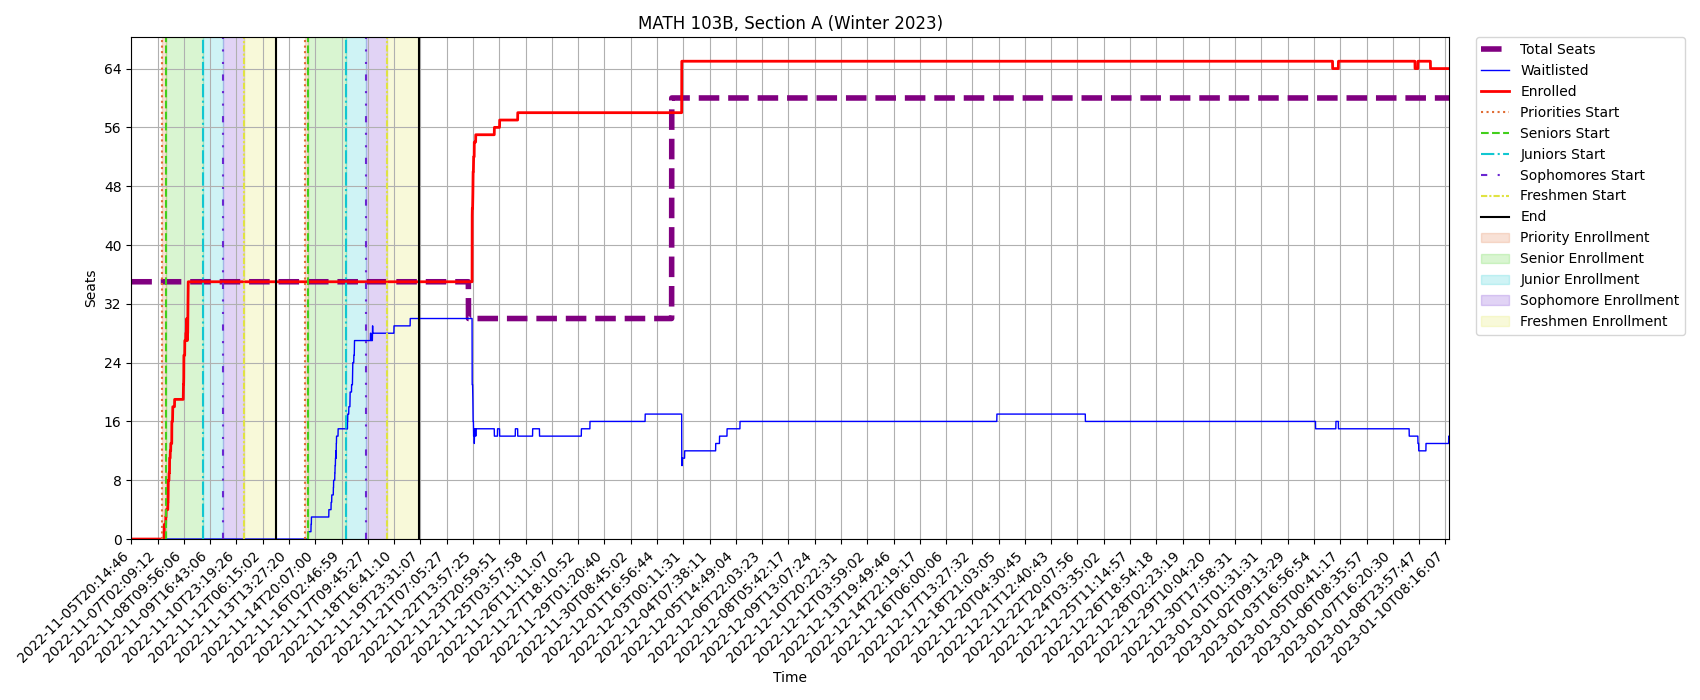 MATH 103B, Section A (Winter 2023)
Seats
64
56
48
40
32
24
16
8
0
2022-11-05T20:14:46
2022-11-07T02:09:12
2022-11-08T09:56:06
2022-11-09T16:43:06
2022-11-10T23:19:26
2022-11-12T06:15:02
2022-11-13T13:27:20
2022-11-14T20:07:00
2022-11-16T02:46:59
2022-11-17T09:45:27
2022-11-18T16:41:10
2022-11-19T23:31:07
2022-11-21T07:05:27
2022-11-22T13:57:25
2022-11-23T20:59:51
2022-11-25T03:57:58
2022-11-26T11:11:07
2022-11-27T18:10:52
2022-11-29T01:20:40
2022-11-30T08:45:02
2022-12-01T16:56:44
2022-12-03T00:11:31
2022-12-04T07:38:11
2022-12-05T14:49:04
2022-12-06T22:03:23
2022-12-08T05:42:17
2022-12-09T13:07:24
2022-12-10T20:22:31
2022-12-12T03:59:02
2022-12-13T10:49:46
2022-12-14T22:19:17
2022-12-16T06:00:06
2022-12-17T13:27:32
2022-12-18T21:03:05
2022-12-20T04:30:45
2022-12-21T12:40:43
2022-12-22T20:07:56
2022-12-24T03:35:02
2022-12-25T11:14:57
2022-12-26T18:54:18
2022-12-28T02:23:19
2022-12-29T10:04:20
2022-12-30T17:58:31
2023-01-01T01:31:31
2023-01-02T09:13:29
2023-01-03T16:56:54
2023-01-05T00:41:17
2023-01-06T08:35:57
2023-01-07T16:20:30
2023-01-08T23:57:47
2023-01-10T08:16:07
Time
Total Seats
Waitlisted
Enrolled
Priorities Start
Seniors Start
Juniors Start
Sophomores Start
Freshmen Start
End
Priority Enrollment
Senior Enrollment
Junior Enrollment
Sophomore Enrollment
Freshmen Enrollment